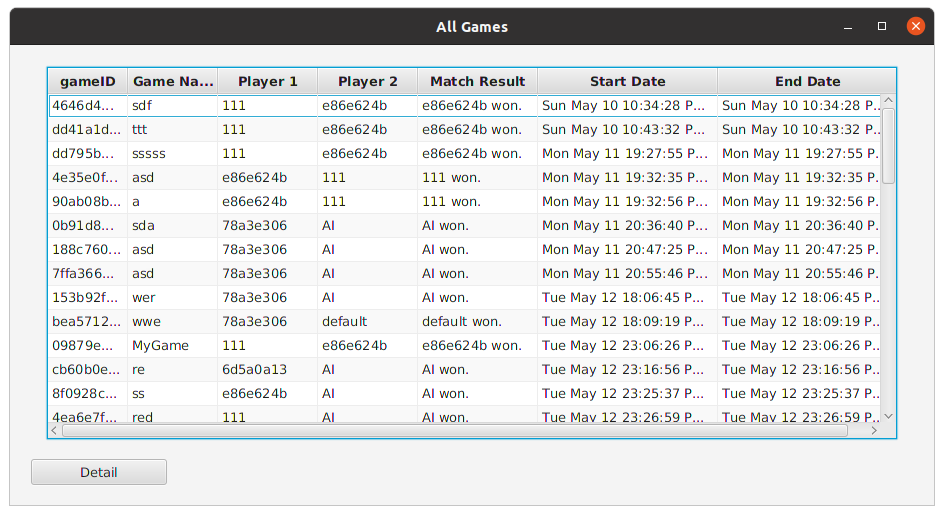 All Games
gameID Game Na... Player 1 Player 2 Match Result Start Date End Date
4646d4... sdf 111 e86e624b e86e624b won. Sun May 10 10:34:28 P... Sun May 10 10:34:28 P..
dd41a1d... ttt 111 e86e624b e86e624b won. Sun May 10 10:43:32 P... Sun May 10 10:43:32 P..
dd795b... sssss 111 e86e624b e86e624b won. Mon May 11 19:27:55 P... Mon May 11 19:27:55 P.
4e35e0f... asd e86e624b 111 111 won. Mon May 11 19:32:35 P... Mon May 11 19:32:35 P.
90ab08b... a e86e624b 111 111 won. Mon May 11 19:32:56 P... Mon May 11 19:32:56 P.
0b91d8... sda 78a3e306 AI AI won. Mon May 11 20:36:40 P... Mon May 11 20:36:40 P.
188c760... asd 78a3e306 AI AI won. Mon May 11 20:47:25 P... Mon May 11 20:47:25 P.
7ffa366... asd 78a3e306 AI AI won. Mon May 11 20:55:46 P... Mon May 11 20:55:46 P.
153b92f... wer 78a3e306 AI AI won. Tue May 12 18:06:45 P... Tue May 12 18:06:45 P..
bea5712... wwe 78a3e306 default default won. Tue May 12 18:09:19 P... Tue May 12 18:09:19 P..
09879e... MyGame 111 e86e624b e86e624b won. Tue May 12 23:06:26 P... Tue May 12 23:06:26 P..
cb60b0e... re 6d5a0a13 AI AI won. Tue May 12 23:16:56 P... Tue May 12 23:16:56 P..
8f0928c... ss e86e624b AI AI won. Tue May 12 23:25:37 P... Tue May 12 23:25:37 P..
4ea6e7f... red 111 AI AI won. Tue May 12 23:26:59 P... Tue May 12 23:26:59 P..
Detail